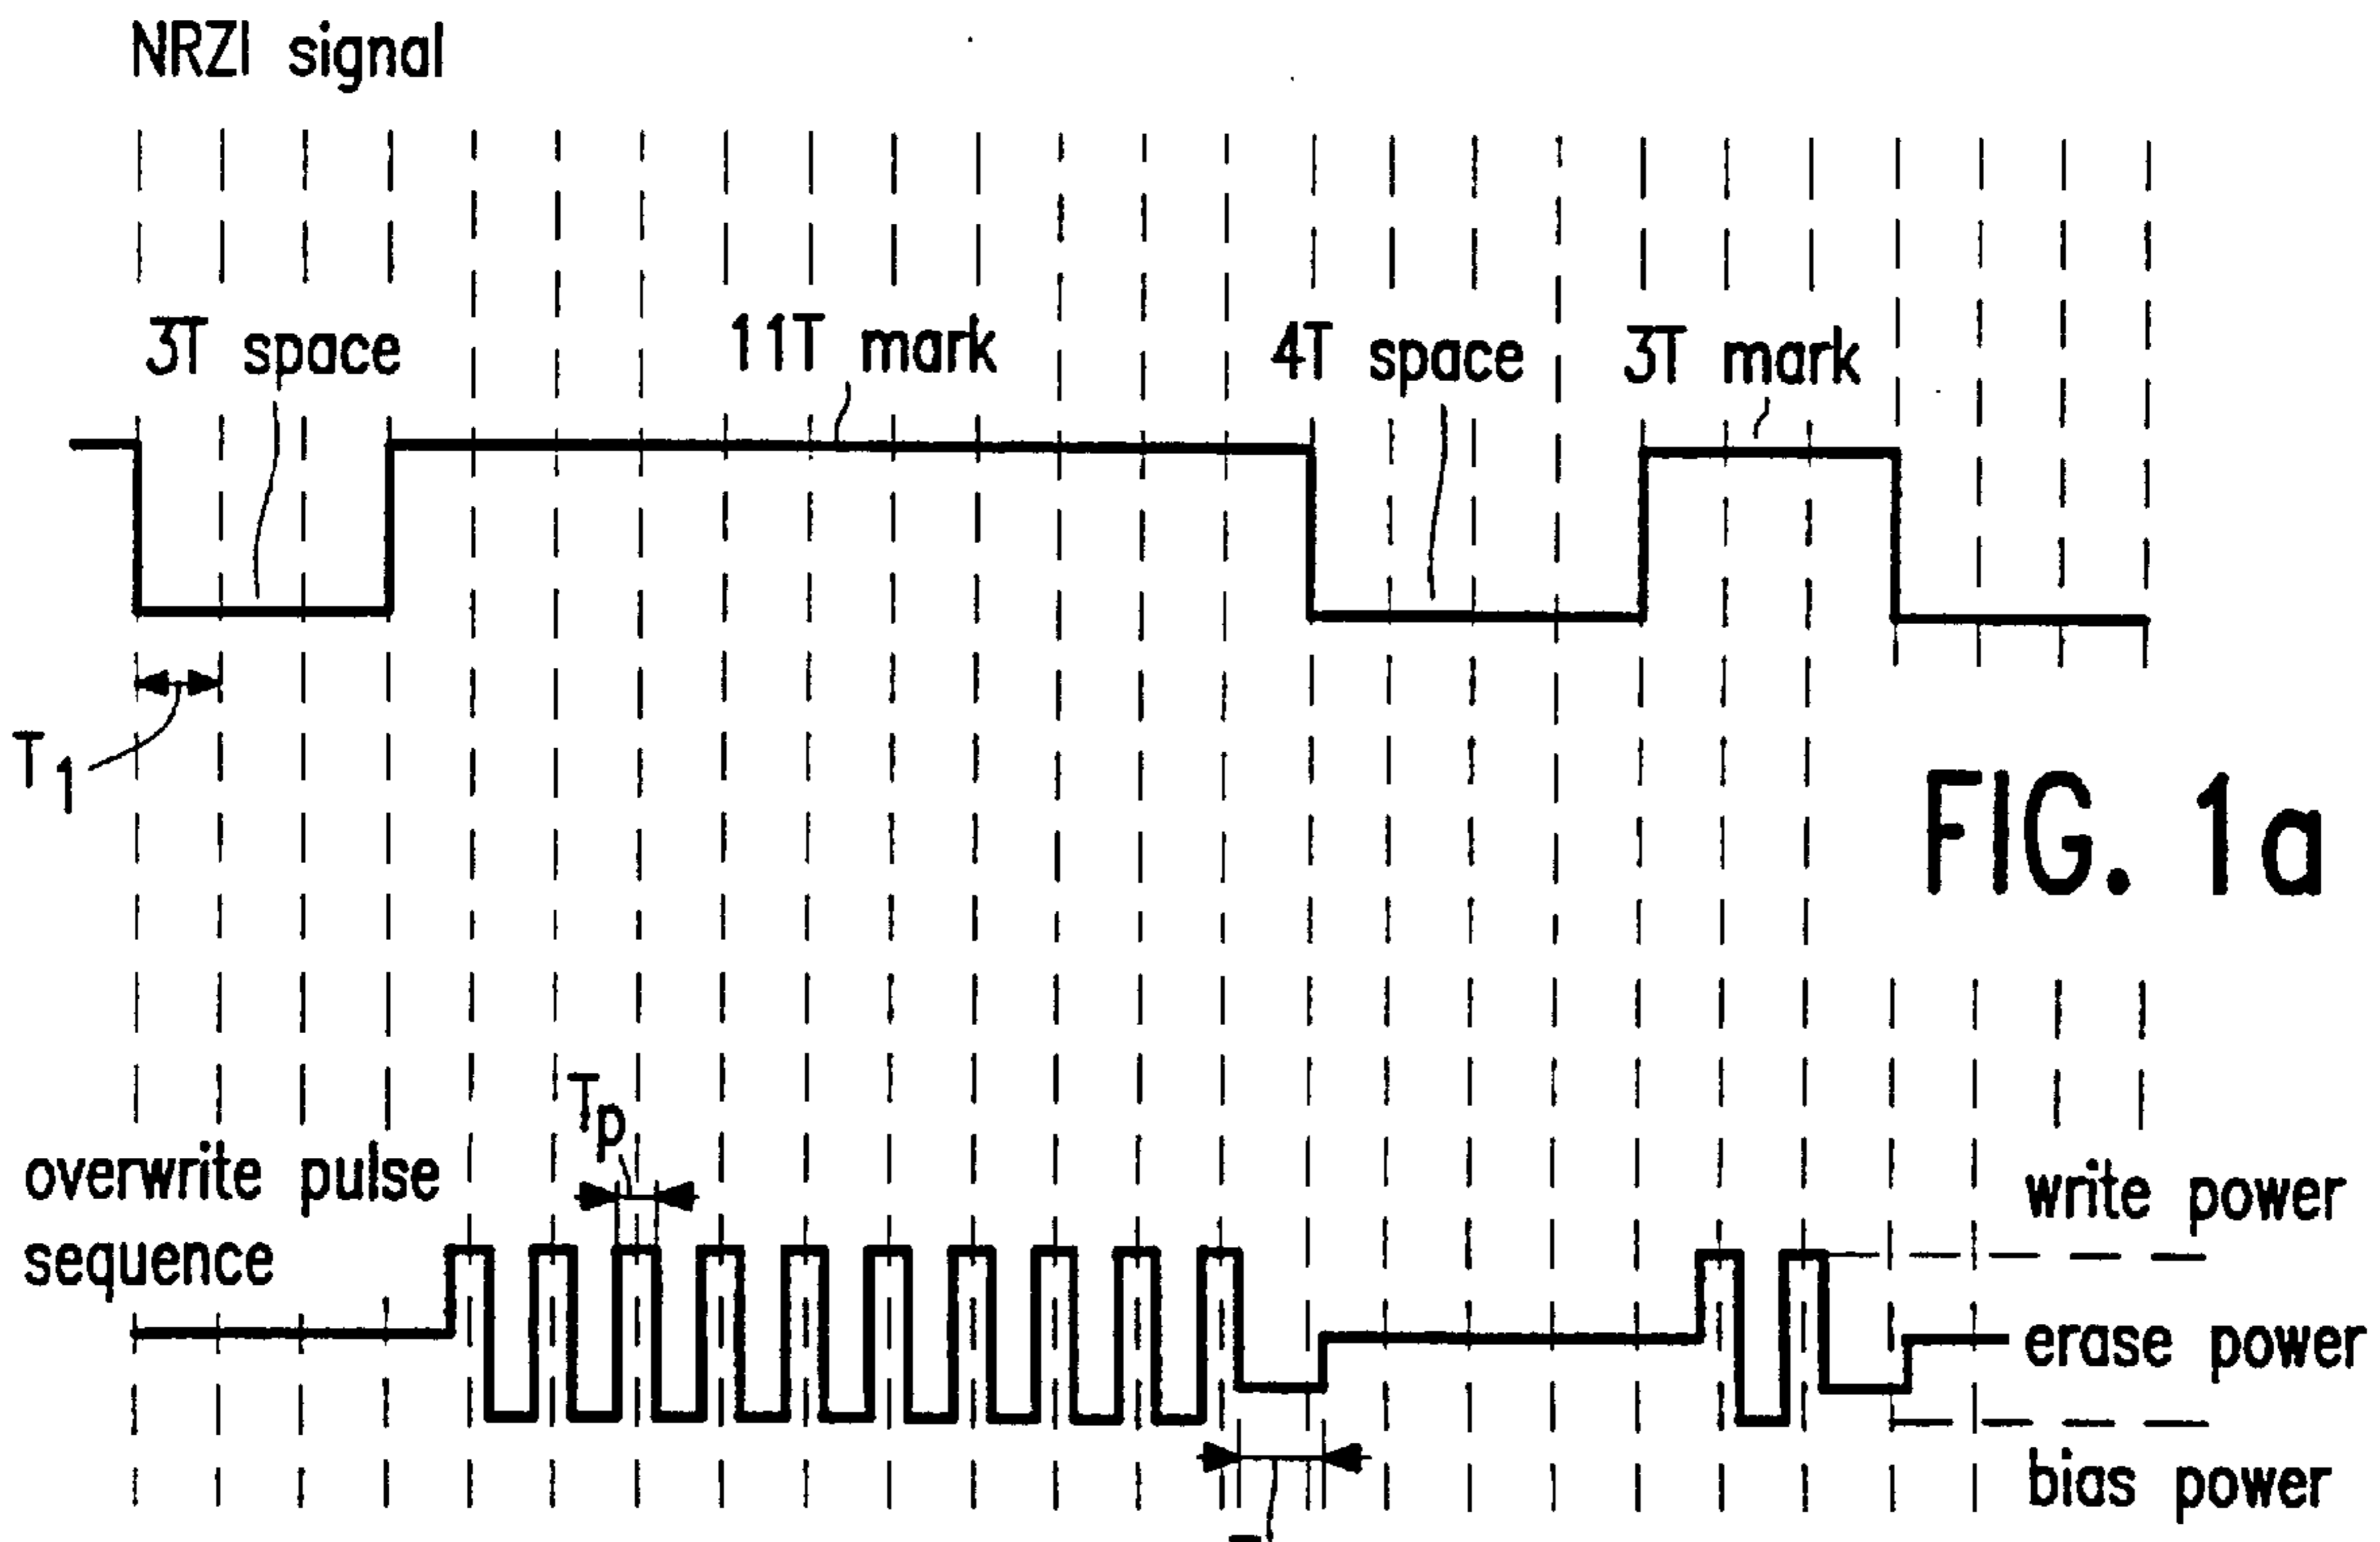 NRZI signal
3T space
11T mark
4T space
3T mark
T1
FIG. 1a
Tp
overwrite pulse
sequence
write power
erase power
bias power